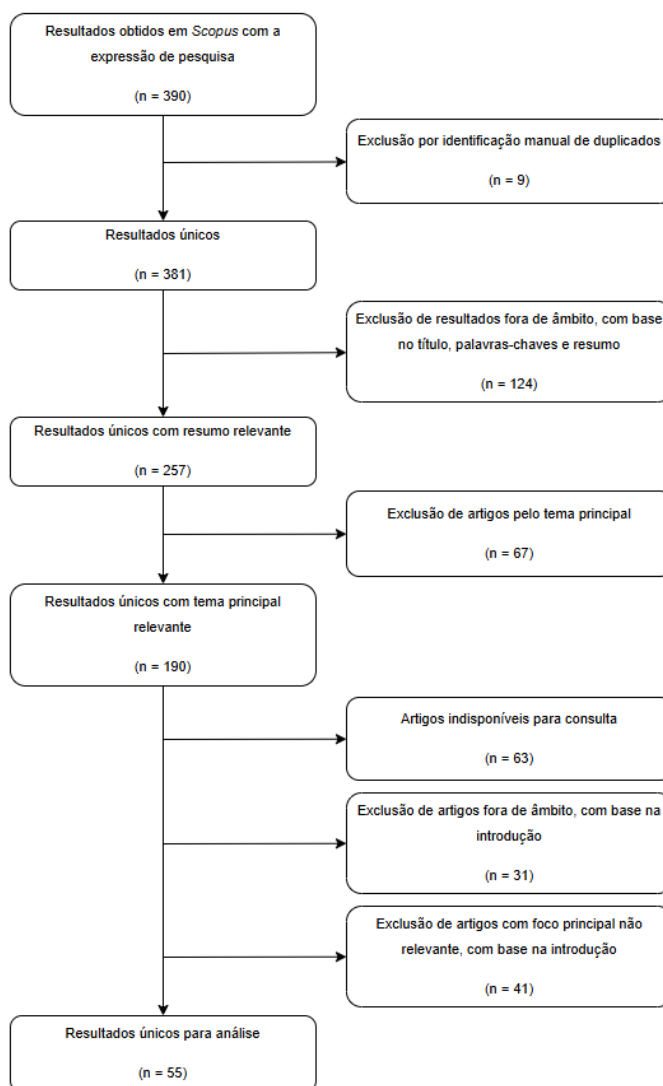 Resultados obtidos em Scopus com a
expressão de pesquisa
(n = 390)
Exclusão por identificação manual de duplicados
(n = 9)
Resultados únicos
(n = 381)
Exclusão de resultados fora de âmbito, com base
no título, palavras-chaves e resumo
(n = 124)
Resultados únicos com resumo relevante
(n = 257)
Exclusão de artigos pelo tema principal
(n = 67)
Resultados únicos com tema principal
relevante
(n = 190)
Artigos indisponíveis para consulta
(n = 63)
Exclusão de artigos fora de âmbito, com base na
introdução
(n = 31)
Exclusão de artigos com foco principal não
relevante, com base na introdução
(n = 41)
Resultados únicos para análise
(n = 55)